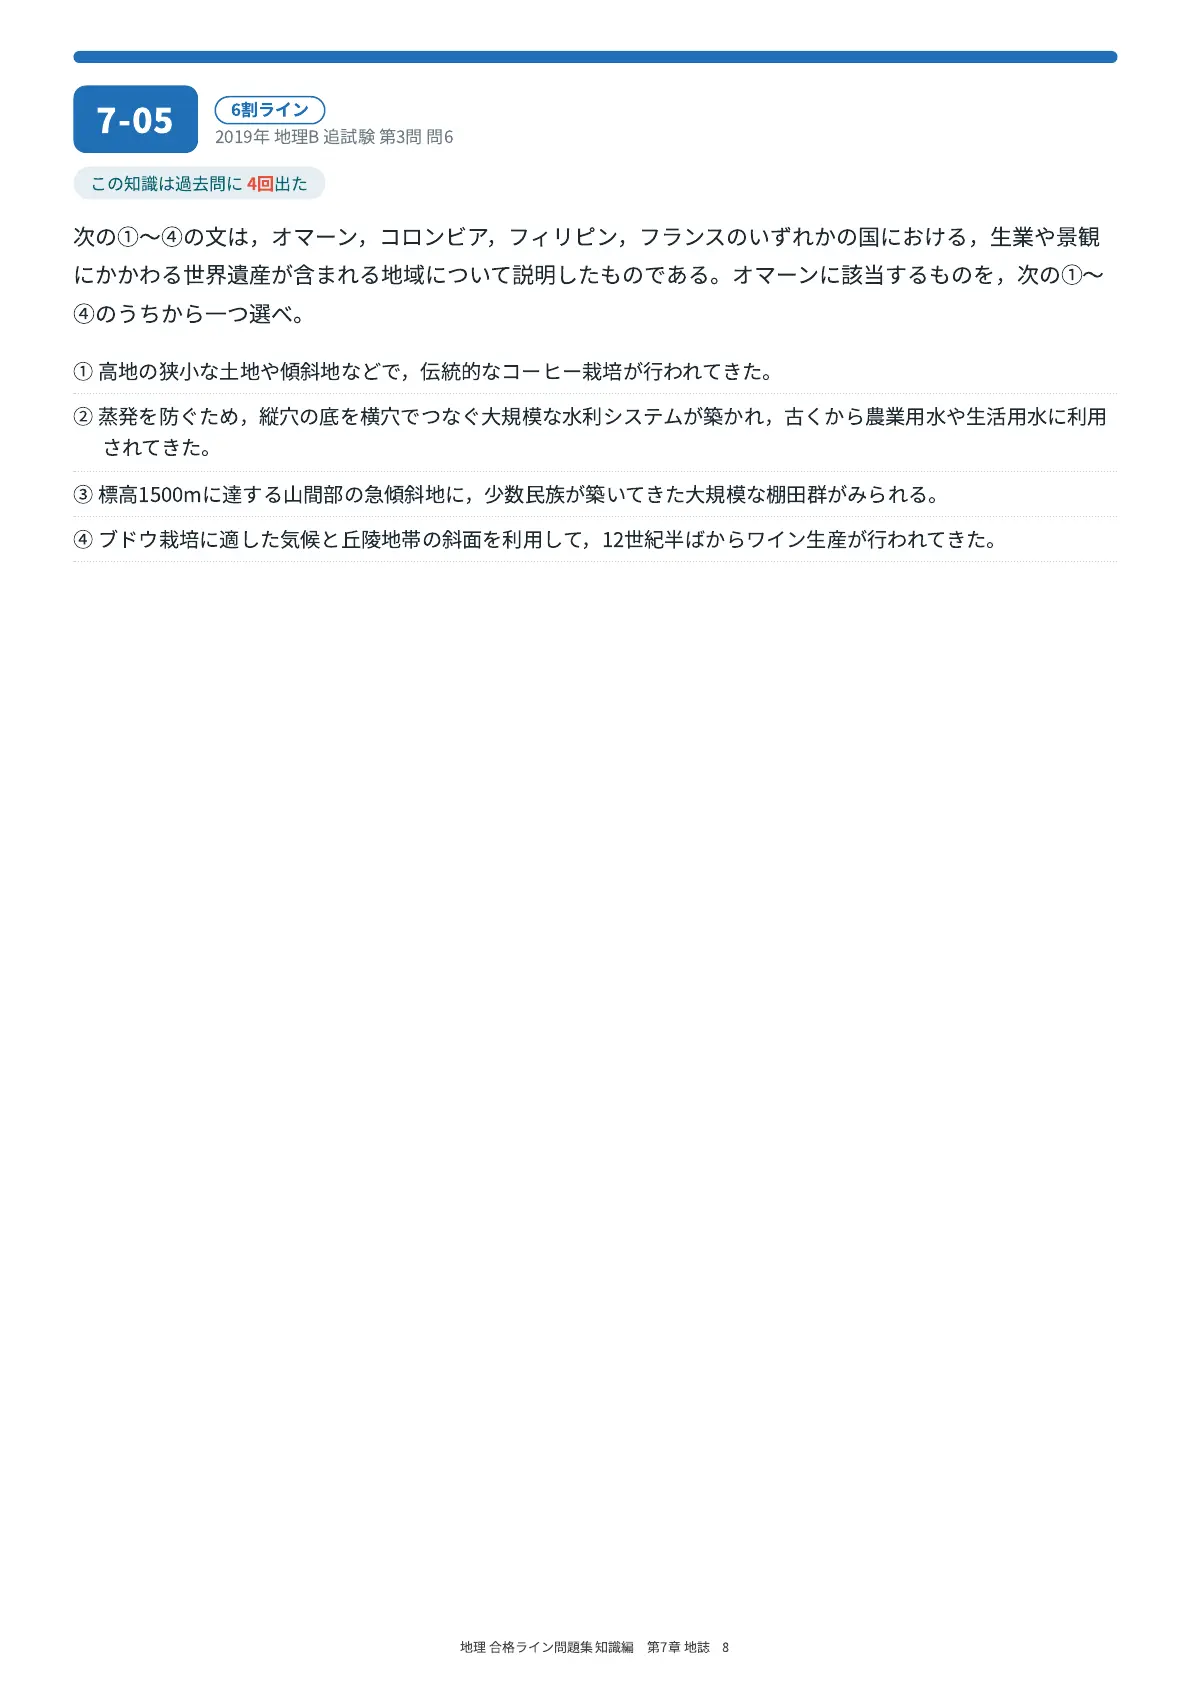 7-05
6割ライン
2019年 地理B 追試験 第3問 問6
この知識は過去問に 4回出た
次の①～④の文は，オマーン，コロンビア，フィリピン，フランスのいずれかの国における，生業や景観
にかかわる世界遺産が含まれる地域について説明したものである。オマーンに該当するものを，次の①～
④のうちから一つ選べ。
① 高地の狭小な土地や傾斜地などで，伝統的なコーヒー栽培が行われてきた。
② 蒸発を防ぐため，縦穴の底を横穴でつなぐ大規模な水利システムが築かれ，古くから農業用水や生活用水に利用
されてきた。
③ 標高1500mに達する山間部の急傾斜地に，少数民族が築いてきた大規模な棚田群がみられる。
④ ブドウ栽培に適した気候と丘陵地帯の斜面を利用して，12世紀半ばからワイン生産が行われてきた。
地理 合格ライン問題集 知識編　第7章 地誌　8